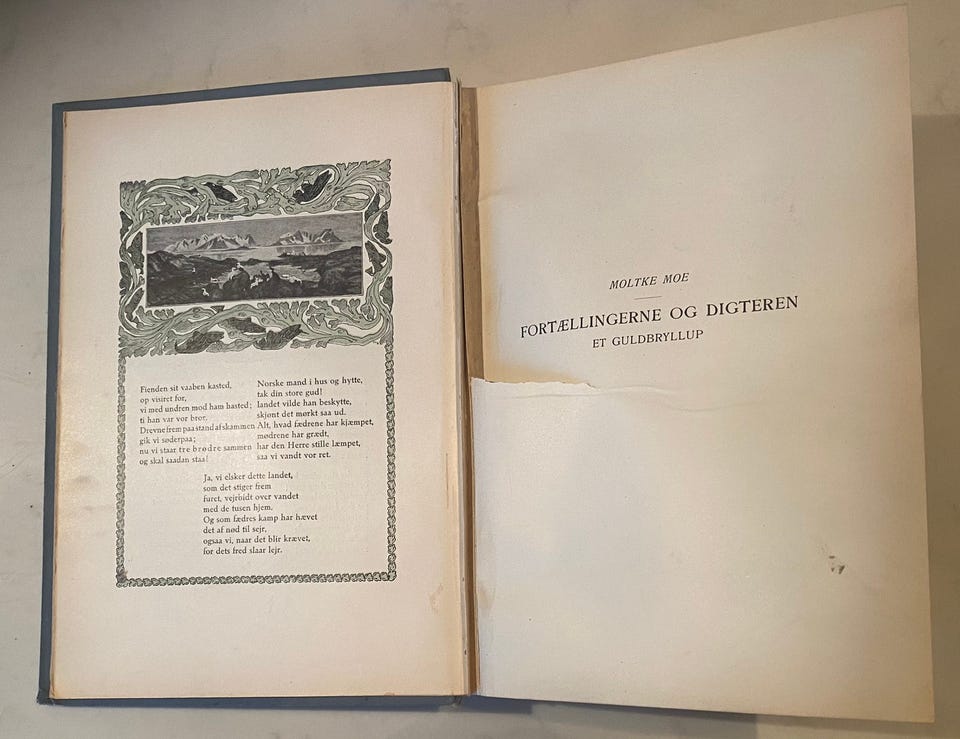 Fienden sit vaaben kasted,
op visiret for,
vi med undren mod ham hasted;
ti han var vor bror.
Drevne frem paa stand af skammen
gik vi søderpaa;
nu vi staar tre brødre sammen
og skal saadan staa!
Norske mand i hus og hytte,
tak din store gud!
landet vilde han beskytte,
skjønt det mørkt saa ud.
Alt, hvad fædrene har kjæmpet,
mødrene har grædt,
har den Herre stille læmpet,
saa vi vandt vor ret.
Ja, vi elsker dette landet,
som det stiger frem
furet, vejrbidt over vandet
med de tusen hjem.
Og som fædres kamp har hævet
det af nød til sejr,
ogsaa vi, naar det blir krævet,
for dets fred slaar lejr.
MOLTKE MOE
FORTÆLLINGERNE OG DIGTEREN
ET GULDBRYLLUP